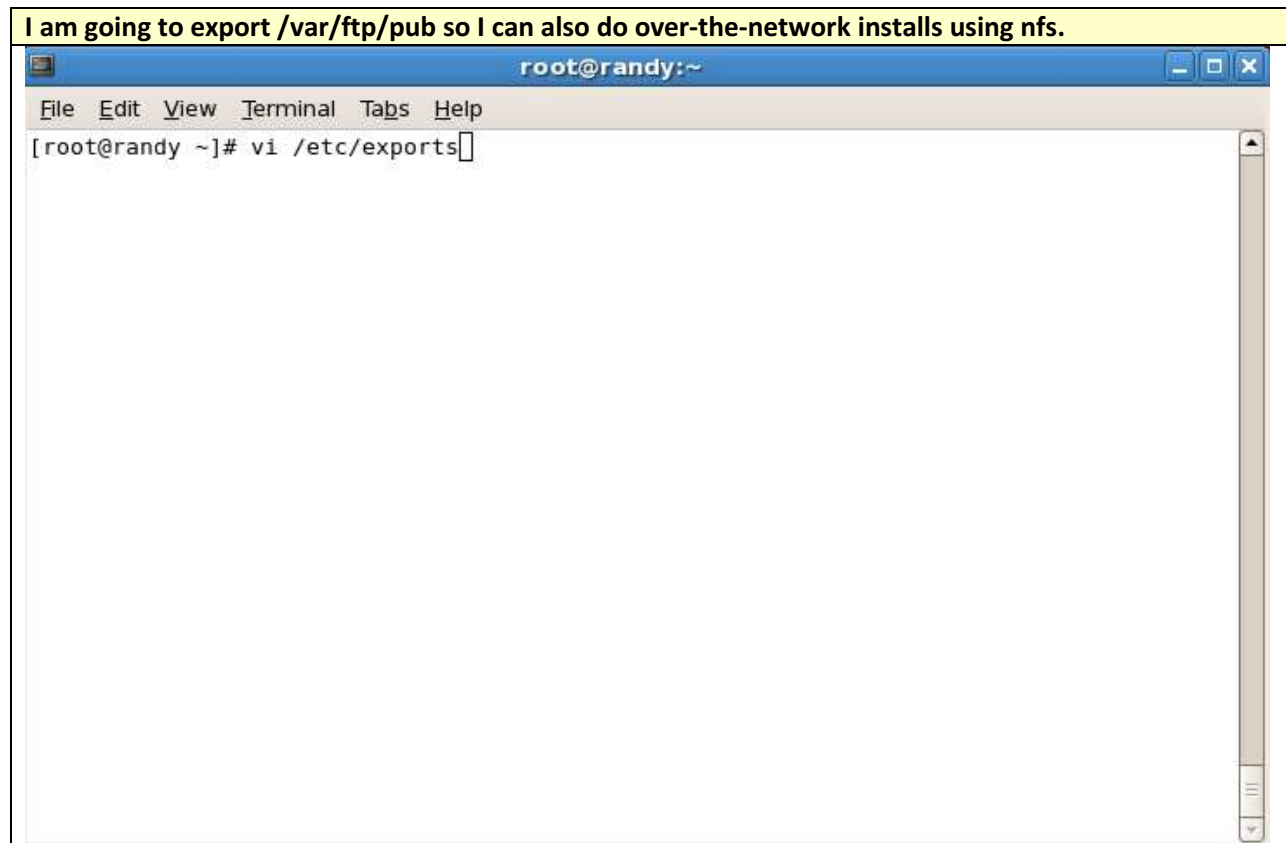 I am going to export /var/ftp/pub so I can also do over-the-network installs using nfs.
root@randy:~
File Edit View Terminal Tabs Help
[root@randy ~]# vi /etc/exports